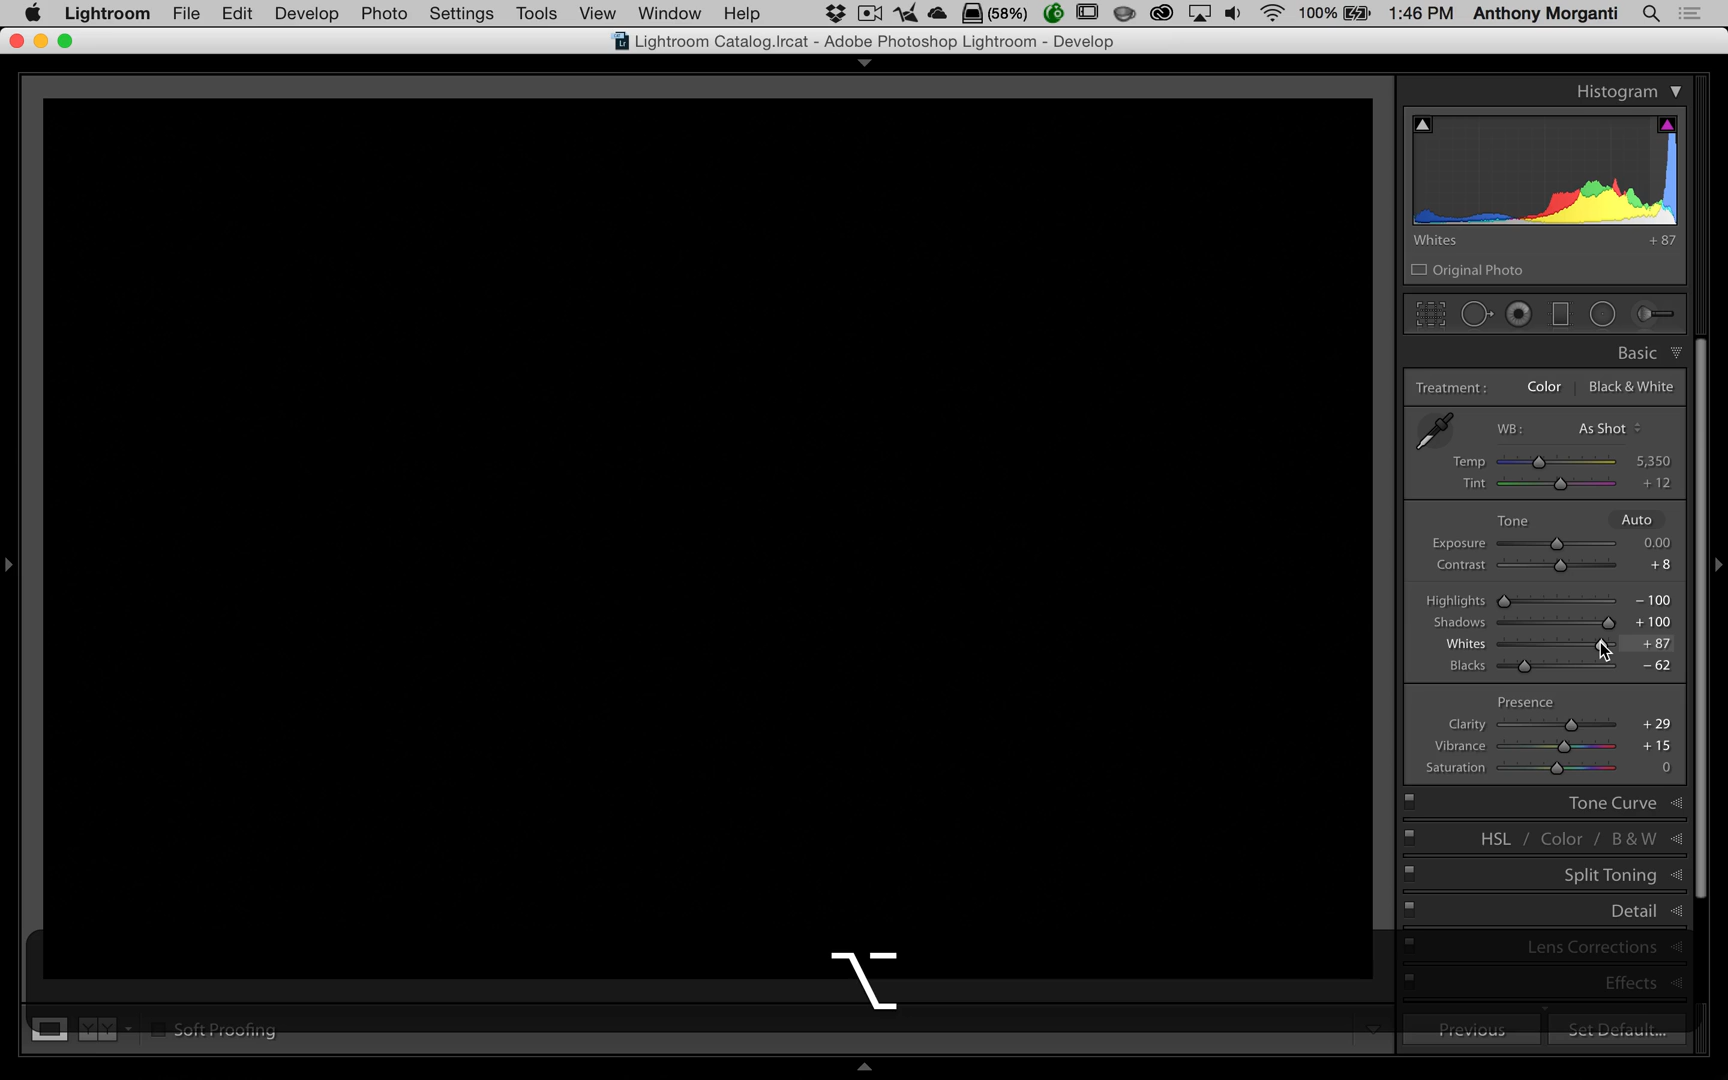 Lightroom File Edit Develop Photo Settings Tools View Window Help (58%) 100% 1:46 PM Anthony Morganti
Lightroom Catalog.lrcat - Adobe Photoshop Lightroom - Develop
Histogram
Whites + 87
Original Photo
Basic
Treatment : Color | Black & White
WB : As Shot
Temp 5,350
Tint + 12
Tone Auto
Exposure 0.00
Contrast + 8
Highlights − 100
Shadows + 100
Whites + 87
Blacks − 62
Presence
Clarity + 29
Vibrance + 15
Saturation 0
Tone Curve
HSL / Color / B & W
Split Toning
Detail
Lens Corrections
Effects
Y Y Soft Proofing Previous Set Default...